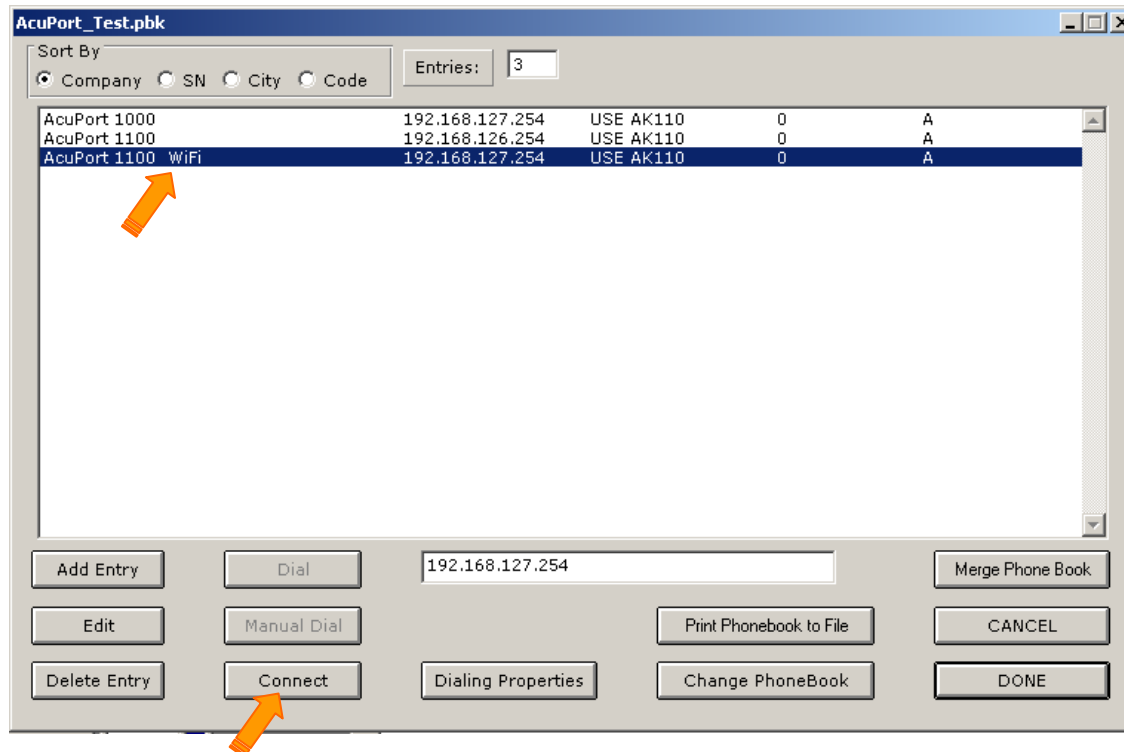 AcuPort_Test.pbk
Sort By
Company SN City Code
Entries: 3
AcuPort 1000 192.168.127.254 USE AK110 0 A
AcuPort 1100 192.168.126.254 USE AK110 0 A
AcuPort 1100 WiFi 192.168.127.254 USE AK110 0 A
Add Entry Dial 192.168.127.254 Merge Phone Book
Edit Manual Dial Print Phonebook to File CANCEL
Delete Entry Connect Dialing Properties Change PhoneBook DONE